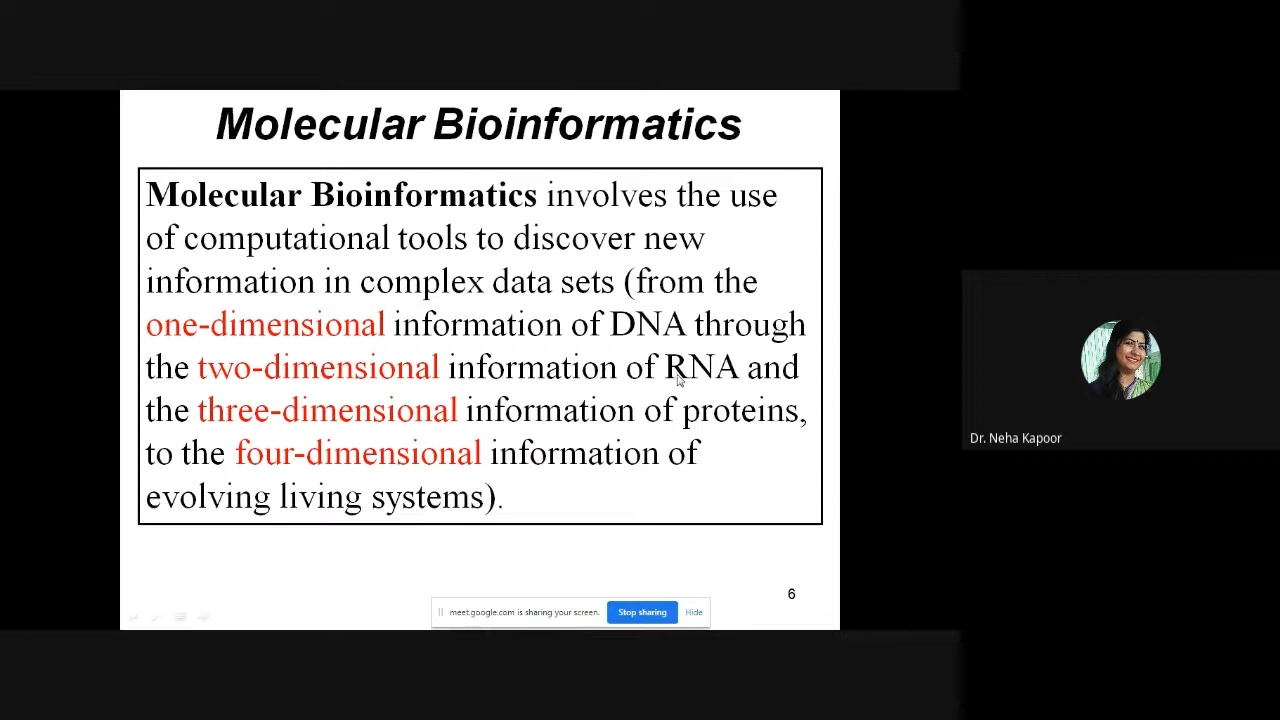 Molecular Bioinformatics
Molecular Bioinformatics involves the use
of computational tools to discover new
information in complex data sets (from the
one-dimensional information of DNA through
the two-dimensional information of RNA and
the three-dimensional information of proteins,
to the four-dimensional information of
evolving living systems).
6
meet.google.com is sharing your screen. Stop sharing Hide
Dr. Neha Kapoor